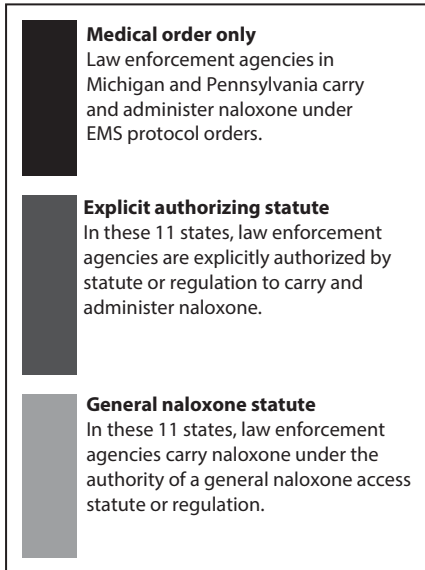 Medical order only
Law enforcement agencies in
Michigan and Pennsylvania carry
and administer naloxone under
EMS protocol orders.
Explicit authorizing statute
In these 11 states, law enforcement
agencies are explicitly authorized by
statute or regulation to carry and
administer naloxone.
General naloxone statute
In these 11 states, law enforcement
agencies carry naloxone under the
authority of a general naloxone access
statute or regulation.